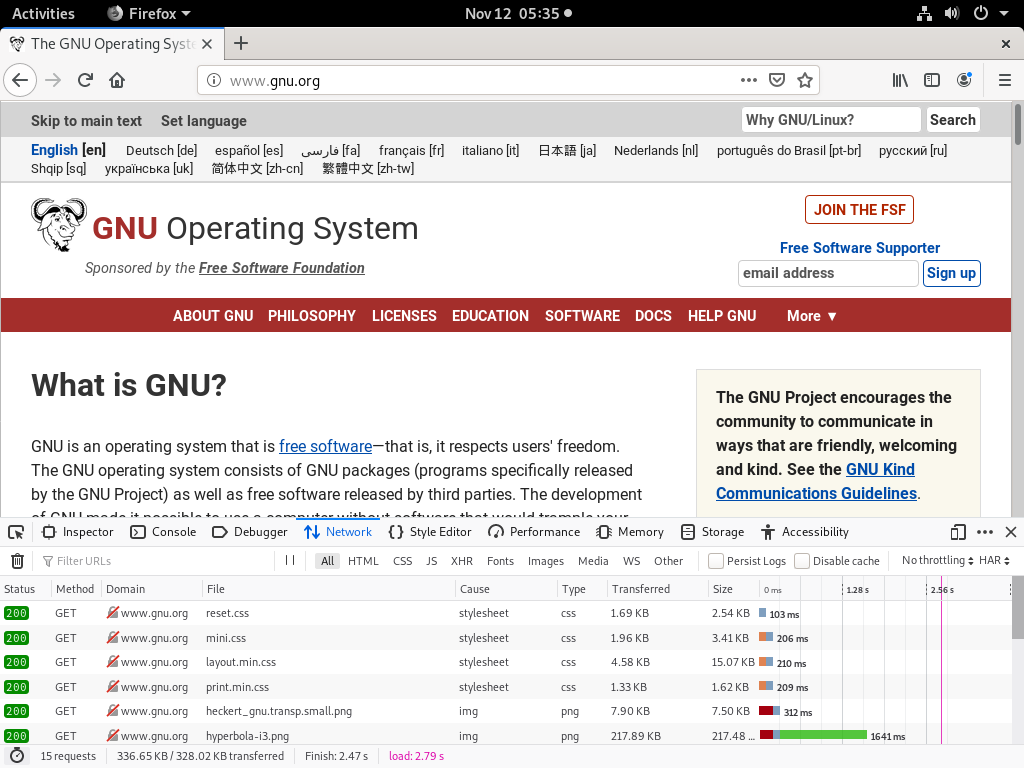 Activities Firefox Nov 12 05:35
The GNU Operating Syste
www.gnu.org
Skip to main text Set language Why GNU/Linux? Search
English [en] Deutsch [de] español [es] فارسی [fa] français [fr] italiano [it] 日本語 [ja] Nederlands [nl] português do Brasil [pt-br] русский [ru]
Shqip [sq] українська [uk] 简体中文 [zh-cn] 繁體中文 [zh-tw]
JOIN THE FSF
GNU Operating System
Free Software Supporter
Sponsored by the Free Software Foundation
email address Sign up
ABOUT GNU PHILOSOPHY LICENSES EDUCATION SOFTWARE DOCS HELP GNU More ▼
What is GNU?
GNU is an operating system that is free software—that is, it respects users' freedom.
The GNU operating system consists of GNU packages (programs specifically released
by the GNU Project) as well as free software released by third parties. The development
of GNU made it possible to use a computer without software that would trample your
The GNU Project encourages the
community to communicate in
ways that are friendly, welcoming
and kind. See the GNU Kind
Communications Guidelines.
Inspector Console Debugger Network Style Editor Performance Memory Storage Accessibility
Filter URLs All HTML CSS JS XHR Fonts Images Media WS Other Persist Logs Disable cache No throttling HAR
Status Method Domain File Cause Type Transferred Size 0 ms 1.28 s 2.56 s
200 GET www.gnu.org reset.css stylesheet css 1.69 KB 2.54 KB 103 ms
200 GET www.gnu.org mini.css stylesheet css 1.96 KB 3.41 KB 206 ms
200 GET www.gnu.org layout.min.css stylesheet css 4.58 KB 15.07 KB 210 ms
200 GET www.gnu.org print.min.css stylesheet css 1.33 KB 1.62 KB 209 ms
200 GET www.gnu.org heckert_gnu.transp.small.png img png 7.90 KB 7.50 KB 312 ms
200 GET www.gnu.org hyperbola-i3.png img png 217.89 KB 217.48 ... 1641 ms
15 requests 336.65 KB / 328.02 KB transferred Finish: 2.47 s load: 2.79 s